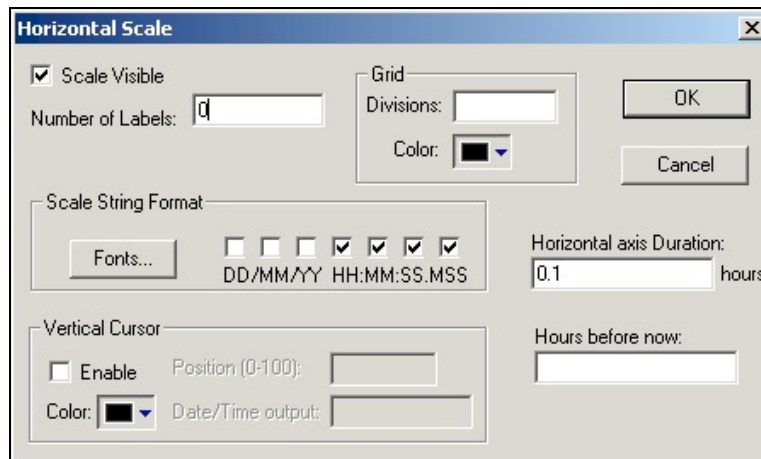 Horizontal Scale
Scale Visible
Number of Labels: 0
Grid
Divisions:
Color:
OK
Cancel
Scale String Format
Fonts...
DD/MM/YY HH:MM:SS.MSS
Horizontal axis Duration:
0.1 hours
Vertical Cursor
Enable
Position (0-100):
Color:
Date/Time output:
Hours before now: